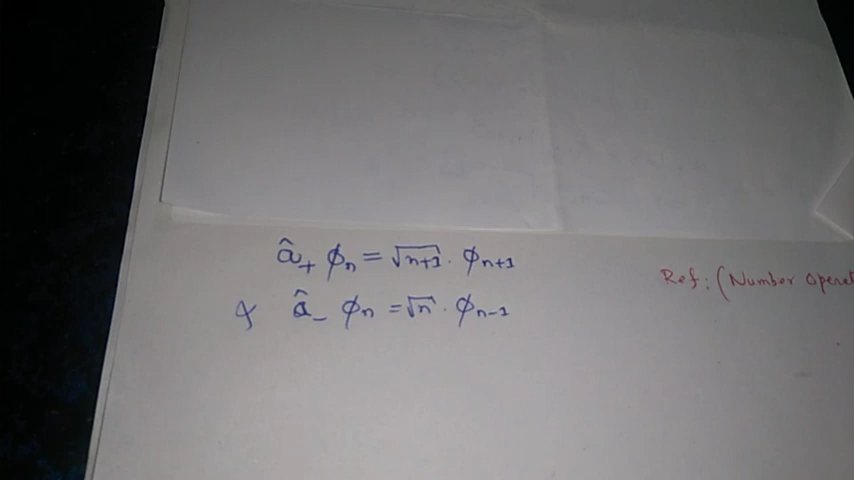 â₊ ϕₙ = √n+1 · ϕₙ₊₁
Ref: (Number Operat
& â₋ ϕₙ = √n · ϕₙ₋₁